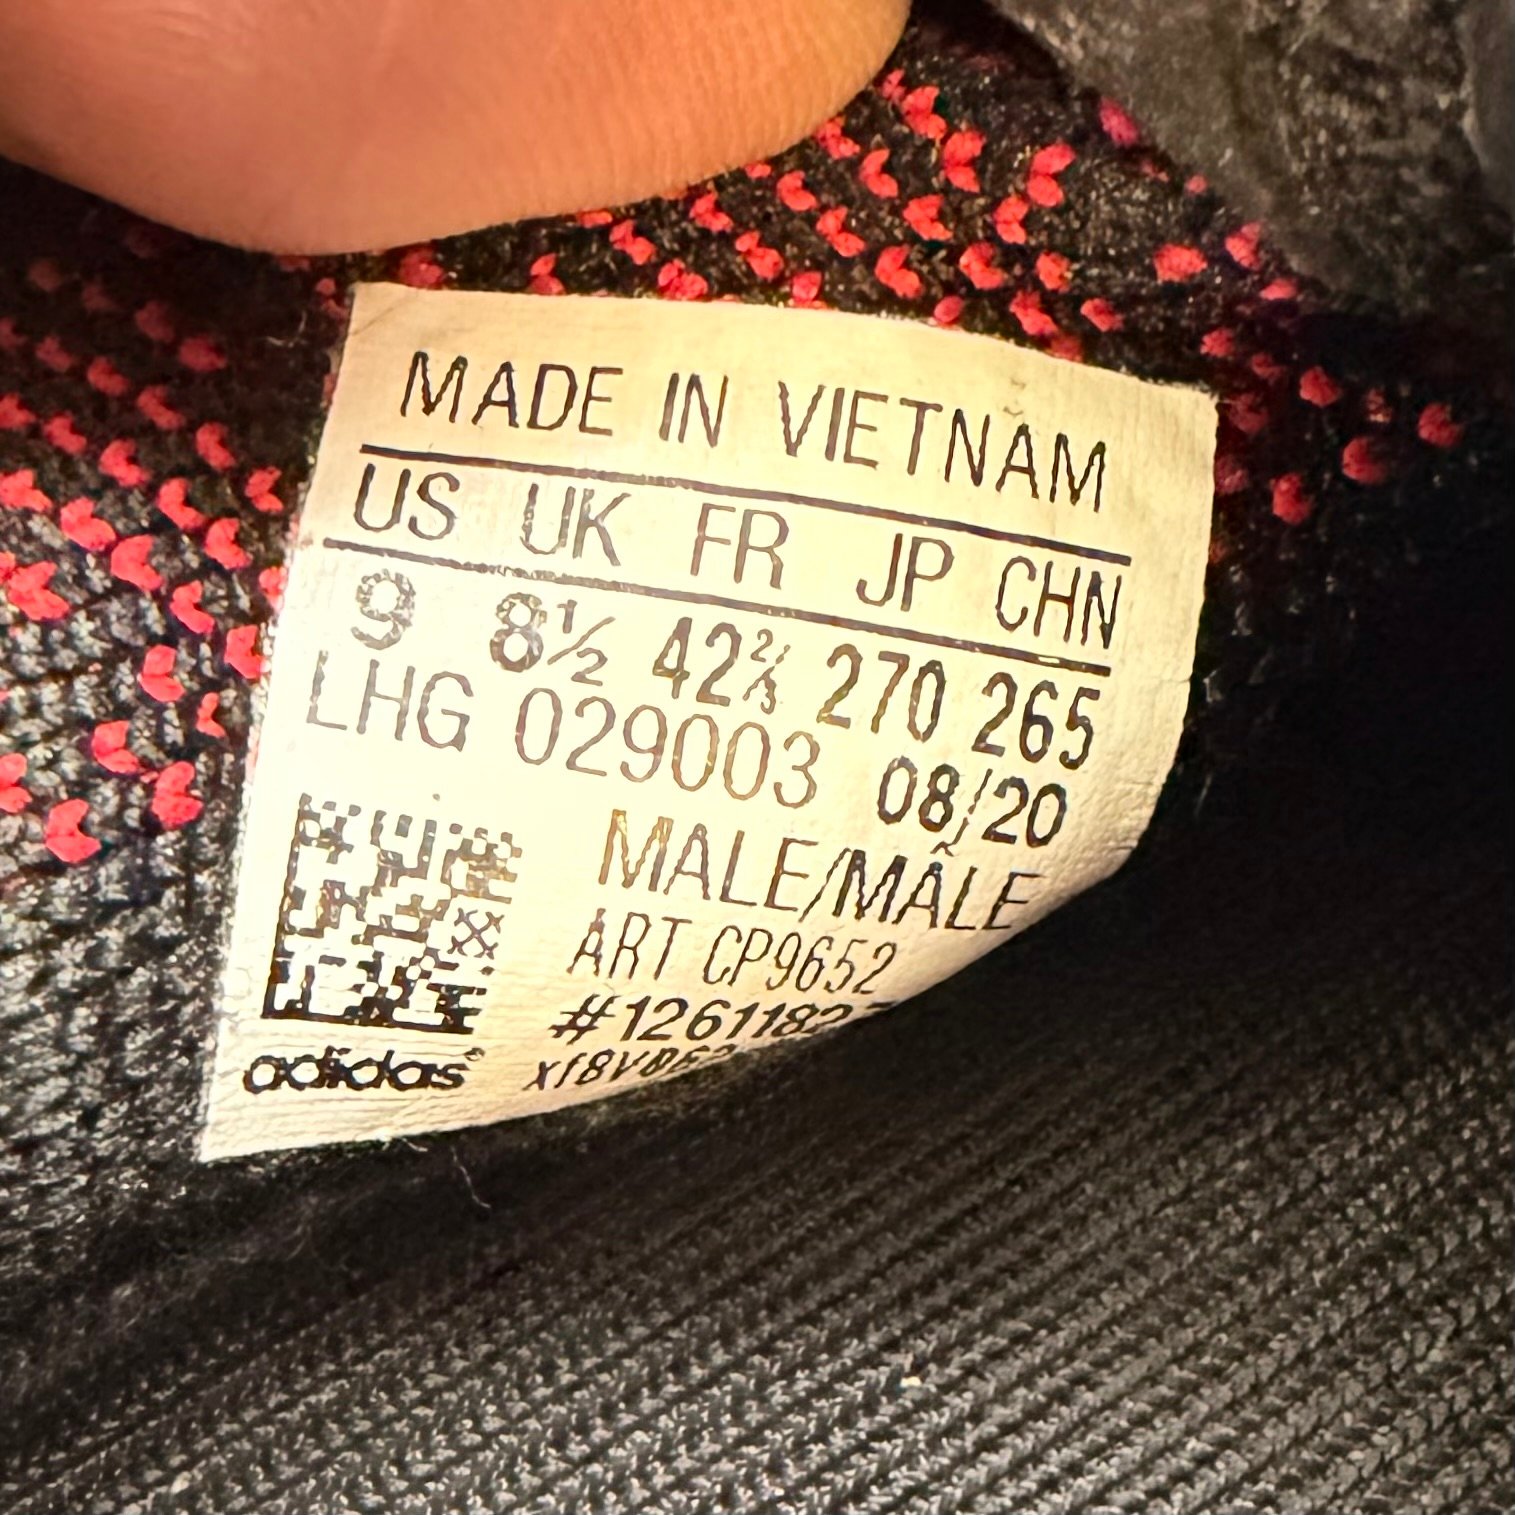 MADE IN VIETNAM
US UK FR JP CHN
9 8½ 42⅔ 270 265
LHG 029003 08/20
MALE/MÂLE
ART CP9652
#1261182
adidas®